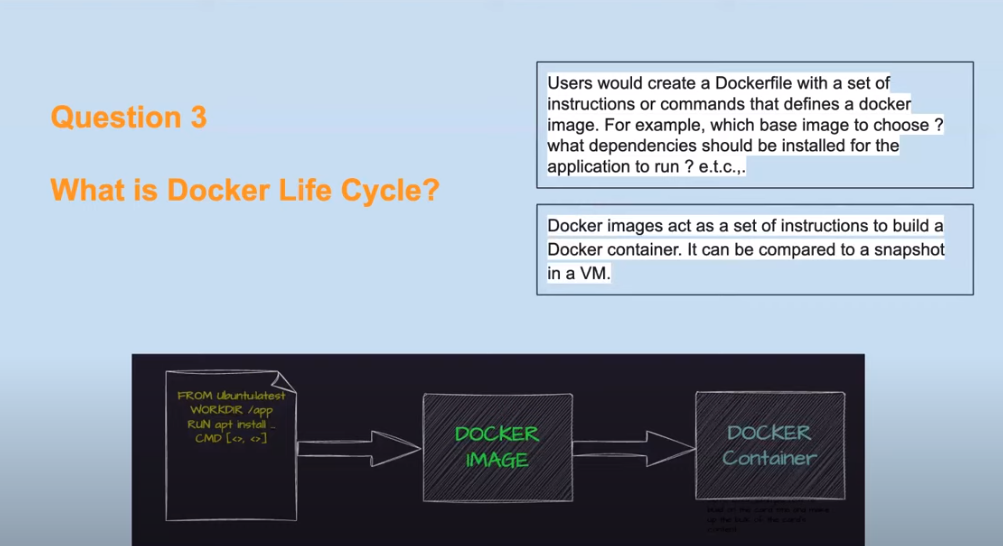 Question 3
What is Docker Life Cycle?
Users would create a Dockerfile with a set of
instructions or commands that defines a docker
image. For example, which base image to choose ?
what dependencies should be installed for the
application to run ? e.t.c.,.
Docker images act as a set of instructions to build a
Docker container. It can be compared to a snapshot
in a VM.
FROM Ubuntu:latest
WORKDIR /app
RUN apt install ...
CMD [<>, <>]
DOCKER
IMAGE
DOCKER
Container